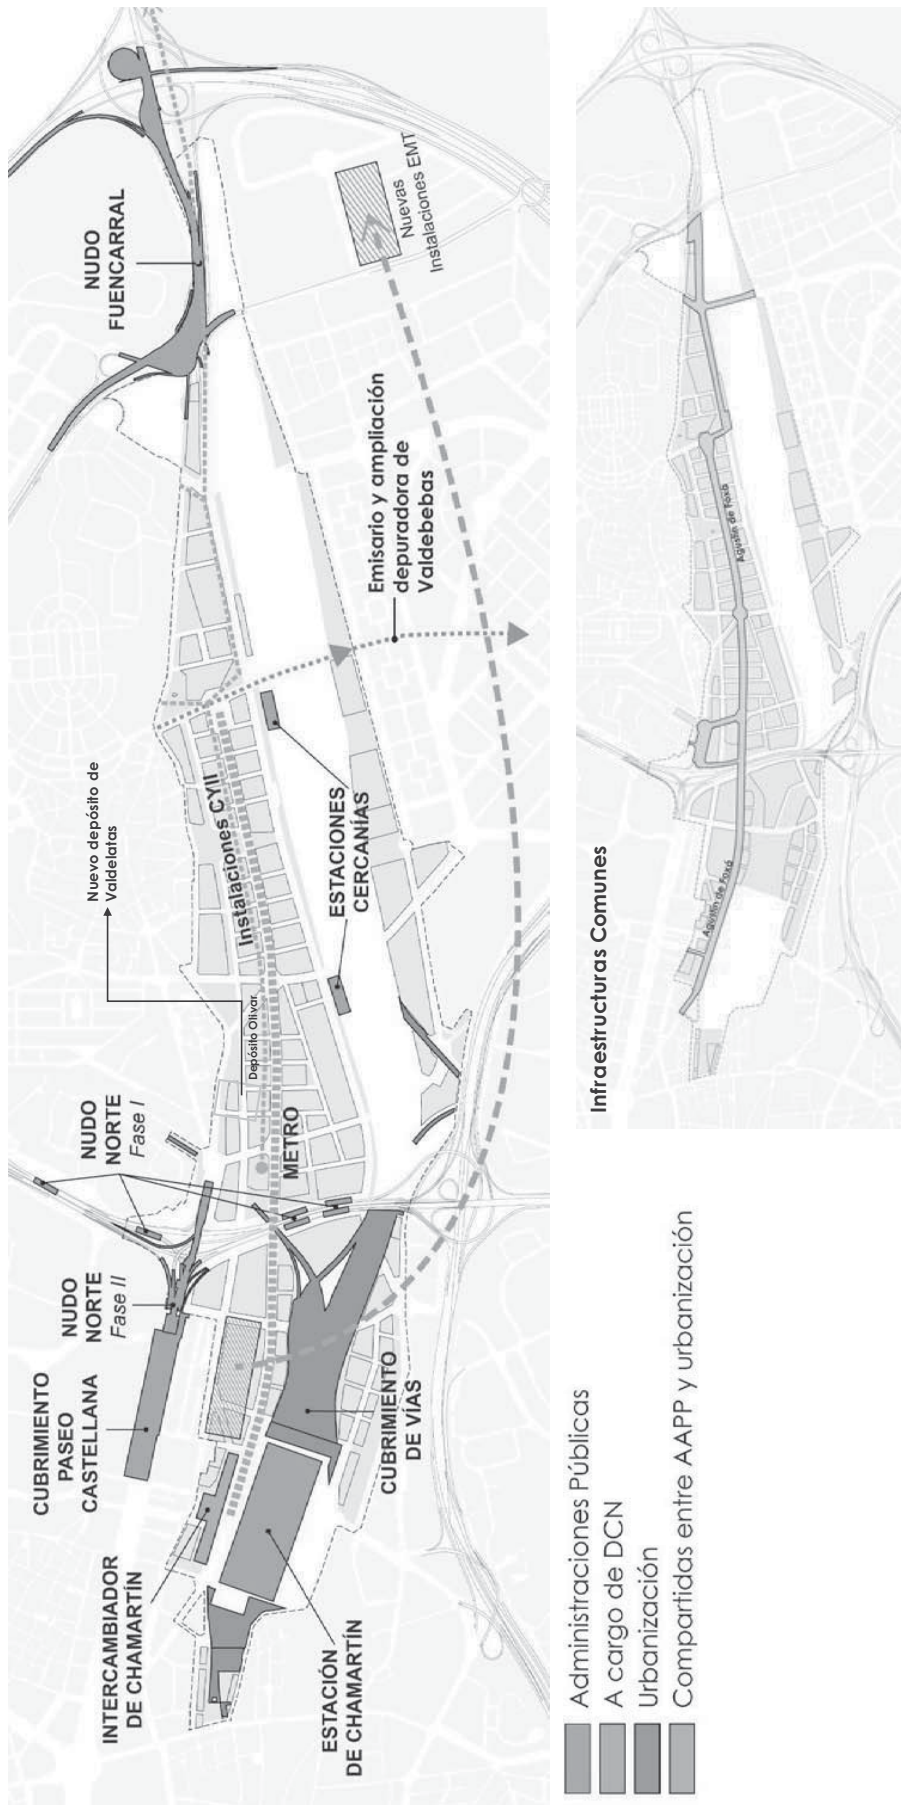 NUDO
FUENCARRAL
Nuevas
Instalaciones EMT
Emisario y ampliación
depuradora de
Valdebebas
Nuevo depósito de
Valdelatas
Instalaciones CYII
ESTACIONES
CERCANÍAS
Depósito Olivar
NUDO
NORTE
Fase I
METRO
NUDO
NORTE
Fase II
CUBRIMIENTO
PASEO
CASTELLANA
CUBRIMIENTO
DE VÍAS
INTERCAMBIADOR
DE CHAMARTÍN
ESTACIÓN
DE CHAMARTÍN
Infraestructuras Comunes
Agustín de Foxá
Agustín de Foxá
Administraciones Públicas
A cargo de DCN
Urbanización
Compartidas entre AAPP y urbanización